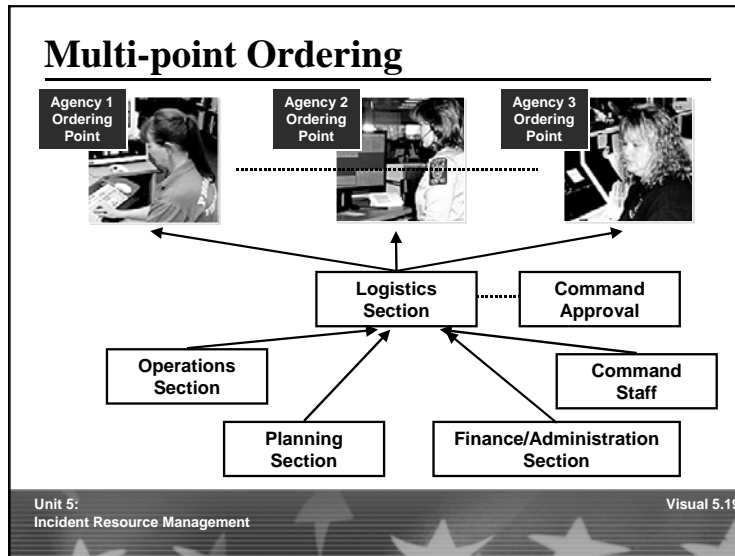 Multi-point Ordering
Agency 1
Ordering
Point
Agency 2
Ordering
Point
Agency 3
Ordering
Point
Logistics
Section
Command
Approval
Operations
Section
Command
Staff
Planning
Section
Finance/Administration
Section
Unit 5:
Incident Resource Management
Visual 5.19